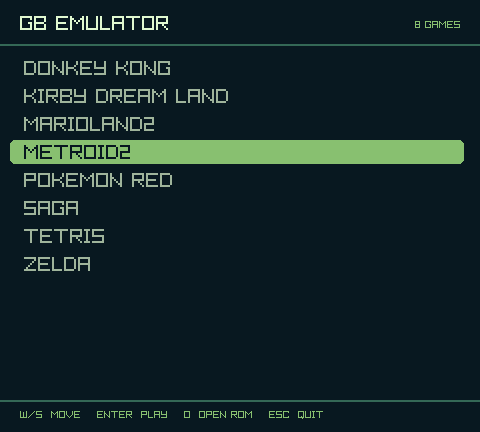 GB EMULATOR
8 GAMES
DONKEY KONG
KIRBY DREAM LAND
MARIOLAND2
METROID2
POKEMON RED
SAGA
TETRIS
ZELDA
W/S MOVE ENTER PLAY O OPEN ROM ESC QUIT